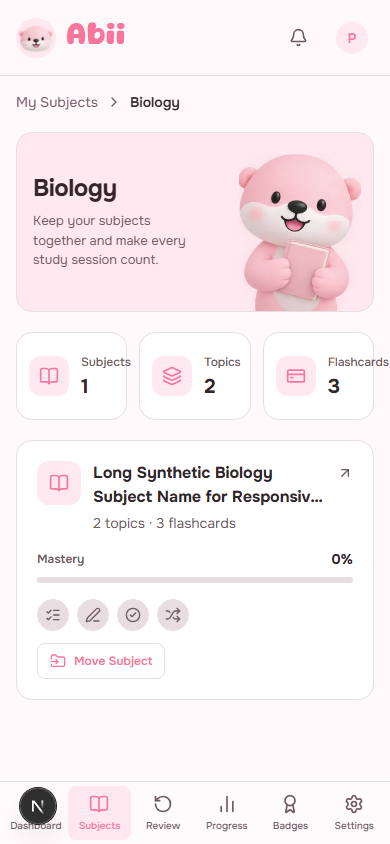 Abii
P
My Subjects > Biology
Biology
Keep your subjects
together and make every
study session count.
Subjects
1
Topics
2
Flashcards
3
Long Synthetic Biology
Subject Name for Responsiv...
2 topics · 3 flashcards
Mastery 0%
Move Subject
N
Dashboard Subjects Review Progress Badges Settings